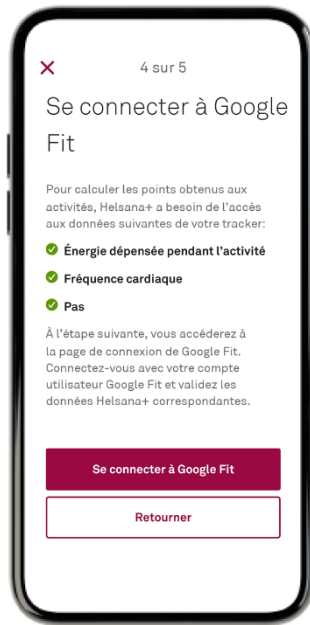 4 sur 5
Se connecter à Google
Fit
Pour calculer les points obtenus aux
activités, Helsana+ a besoin de l'accès
aux données suivantes de votre tracker:
Énergie dépensée pendant l'activité
Fréquence cardiaque
Pas
À l'étape suivante, vous accéderez à
la page de connexion de Google Fit.
Connectez-vous avec votre compte
utilisateur Google Fit et validez les
données Helsana+ correspondantes.
Se connecter à Google Fit
Retourner